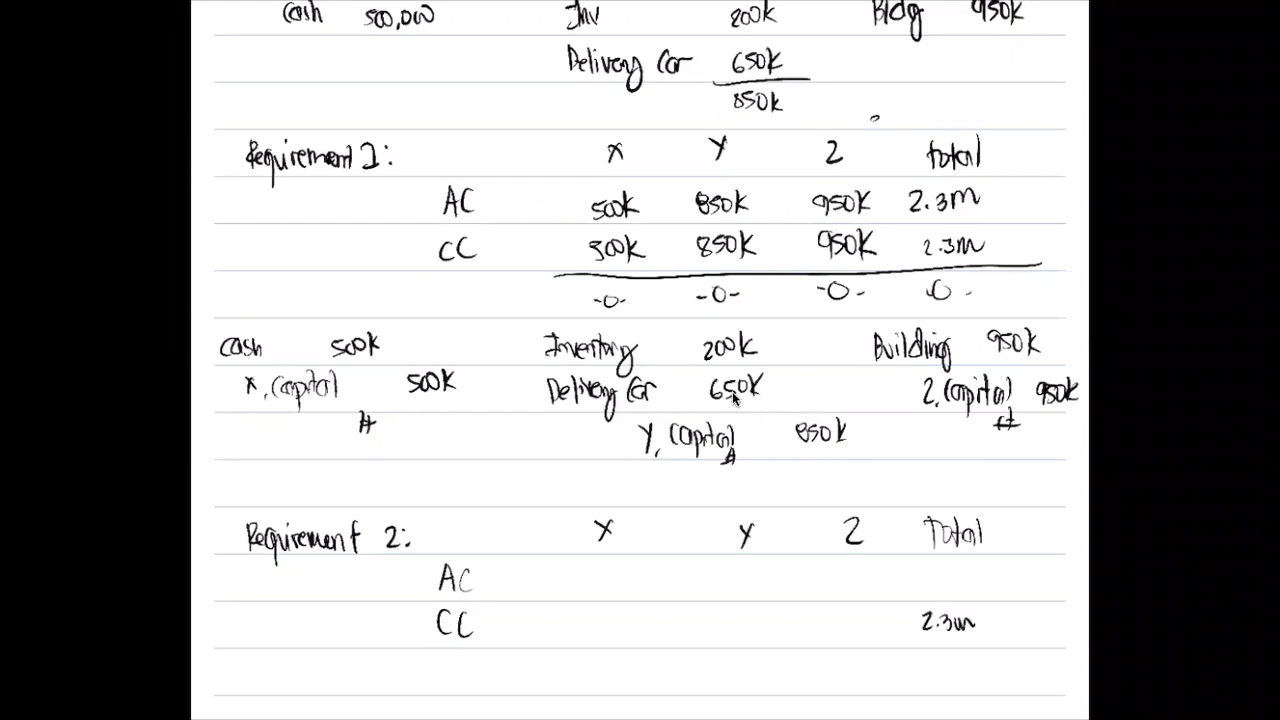 Cash 500,000 Inv 200k Bldg 950k
Delivery Car 650k
850k
Requirement 1: X Y Z Total
AC 500k 850k 950k 2.3m
CC 500k 850k 950k 2.3m
-0- -0- -0- -0-
Cash 500k Inventory 200k Building 950k
X, Capital 500k Delivery Car 650k Z, Capital 950k
Y, Capital 850k
Requirement 2: X Y Z Total
AC
CC 2.3m